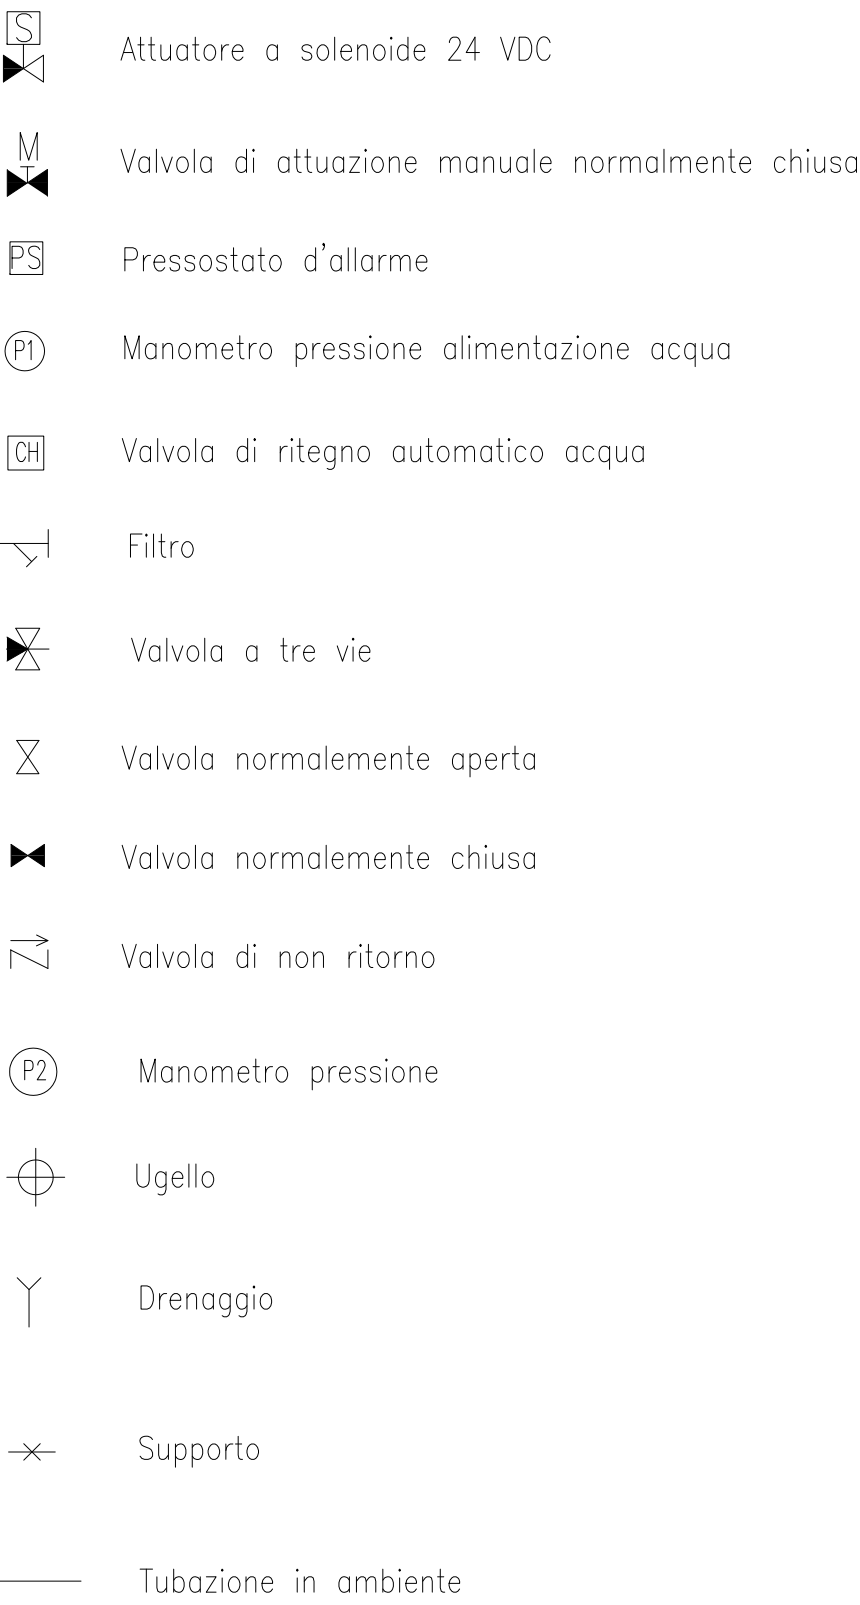 S Attuatore a solenoide 24 VDC
M Valvola di attuazione manuale normalmente chiusa
PS Pressostato d'allarme
P1 Manometro pressione alimentazione acqua
CH Valvola di ritegno automatico acqua
Filtro
Valvola a tre vie
Valvola normalemente aperta
Valvola normalemente chiusa
Valvola di non ritorno
P2 Manometro pressione
Ugello
Drenaggio
Supporto
Tubazione in ambiente